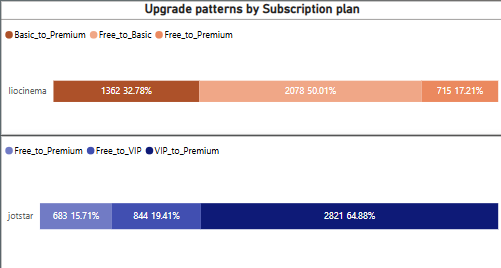 Upgrade patterns by Subscription plan
Basic_to_Premium Free_to_Basic Free_to_Premium
liocinema 1362 32.78% 2078 50.01% 715 17.21%
Free_to_Premium Free_to_VIP VIP_to_Premium
jotstar 683 15.71% 844 19.41% 2821 64.88%